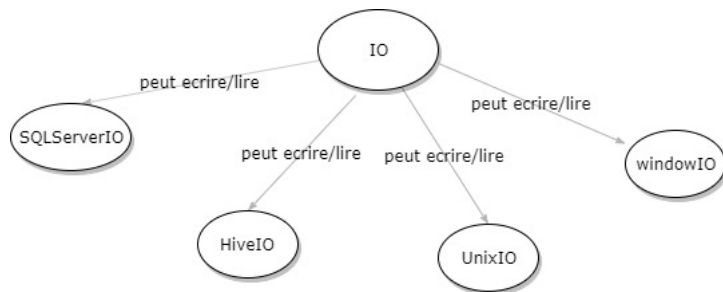 IO
peut ecrire/lire
SQLServerIO
peut ecrire/lire
HiveIO
peut ecrire/lire
UnixIO
peut ecrire/lire
windowIO